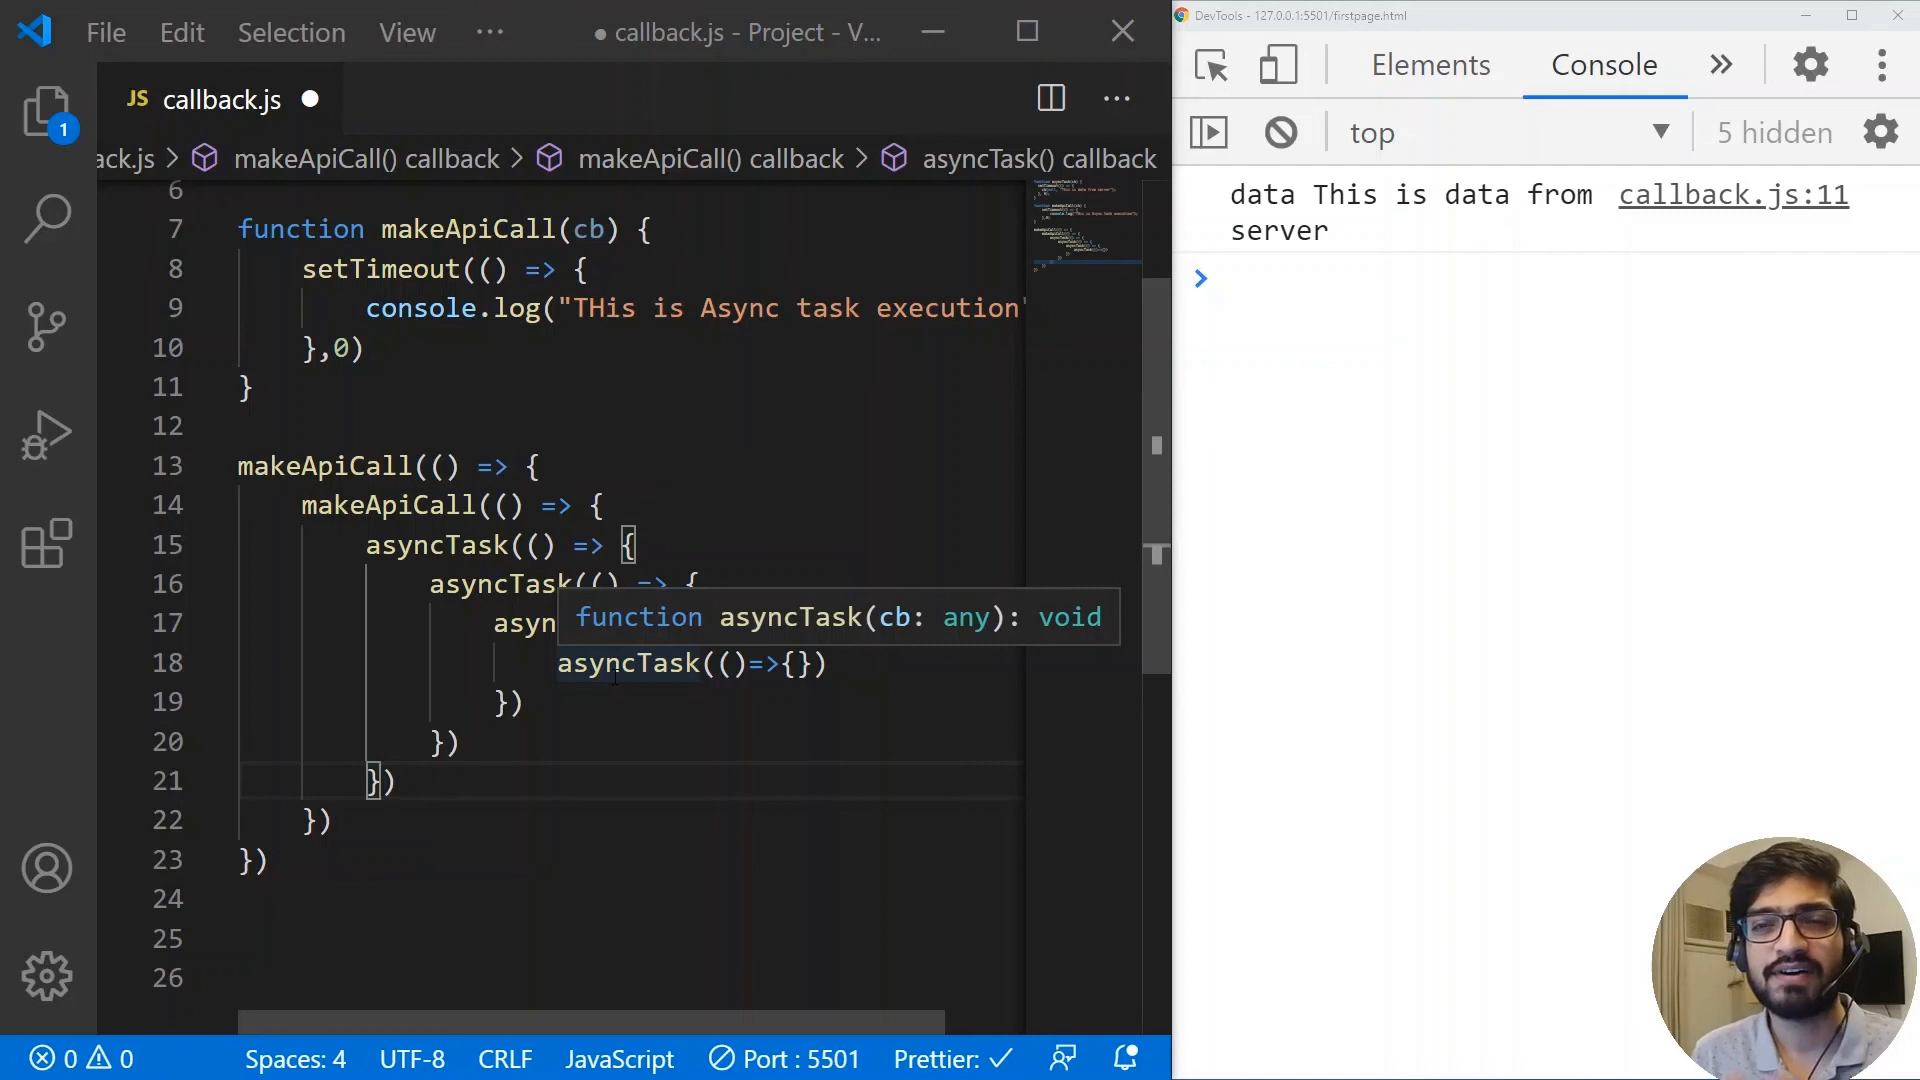 File Edit Selection View ··· ● callback.js - Project - V...
JS callback.js ●
ack.js > makeApiCall() callback > makeApiCall() callback > asyncTask() callback
1
6
7 function makeApiCall(cb) {
8 setTimeout(() => {
9 console.log("THis is Async task execution"
10 },0)
11 }
12
13 makeApiCall(() => {
14 makeApiCall(() => {
15 asyncTask(() => {
16 asyncTask(() => {
function asyncTask(cb: any): void
17 asyn
18 asyncTask(()=>{})
19 })
20 })
21 })
22 })
23 })
24
25
26
0 0 Spaces: 4 UTF-8 CRLF JavaScript Port : 5501 Prettier: ✓
DevTools - 127.0.0.1:5501/firstpage.html
Elements Console »
top 5 hidden
data This is data from callback.js:11
server
>